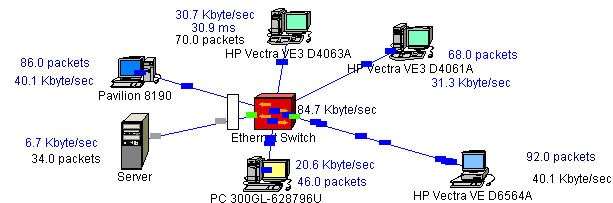 30.7 Kbyte/sec
30.9 ms
70.0 packets
HP Vectra VE3 D4063A
68.0 packets
HP Vectra VE3 D4061A
31.3 Kbyte/sec
86.0 packets
40.1 Kbyte/sec
Pavilion 8190
84.7 Kbyte/sec
Ethernet Switch
6.7 Kbyte/sec
34.0 packets
Server
20.6 Kbyte/sec
46.0 packets
PC 300GL-628796U
92.0 packets
40.1 Kbyte/sec
HP Vectra VE D6564A